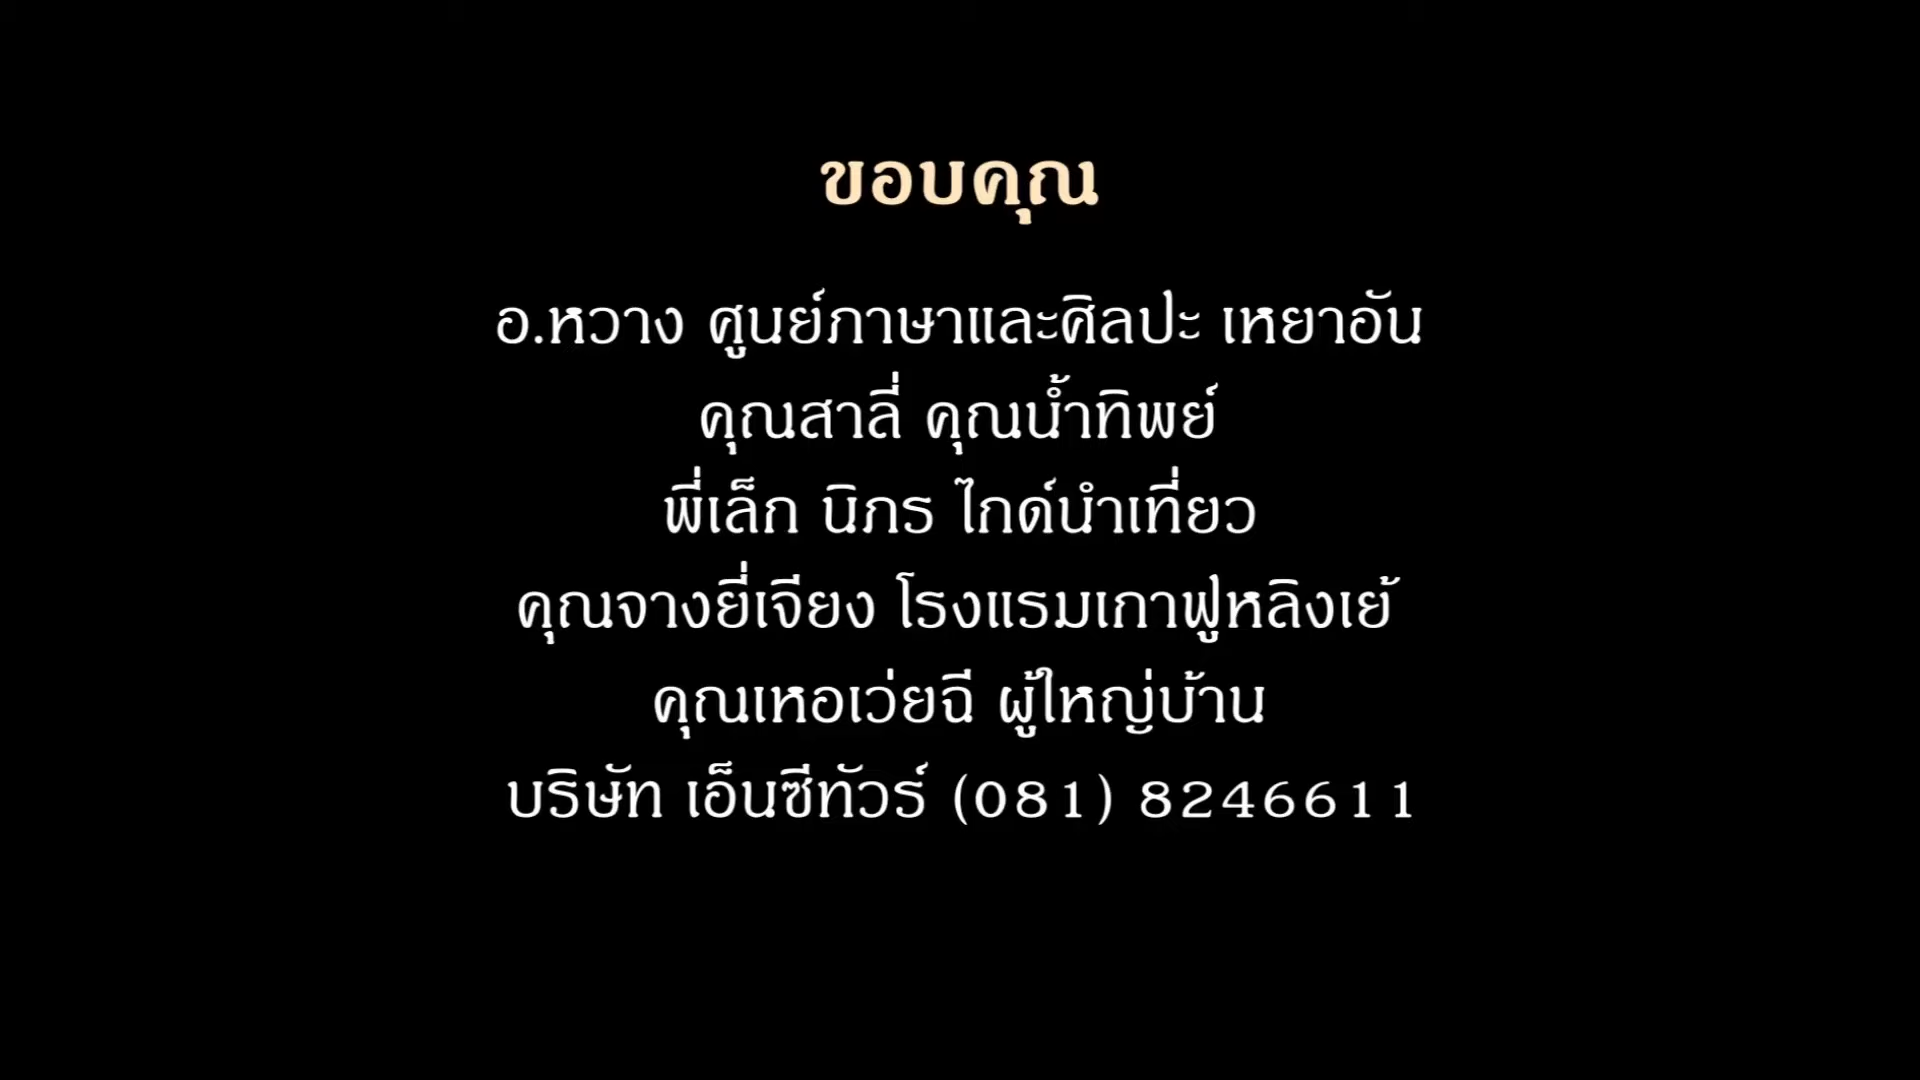 ขอบคุณ
อ.หวาง ศูนย์ภาษาและศิลปะ เหยาอัน
คุณสาลี่ คุณน้ำทิพย์
พี่เล็ก นิกร ไกด์นำเที่ยว
คุณจางยี่เจียง โรงแรมเกาฟูหลิงเย้
คุณเหอเว่ยฉี ผู้ใหญ่บ้าน
บริษัท เอ็นซีทัวร์ (081) 8246611